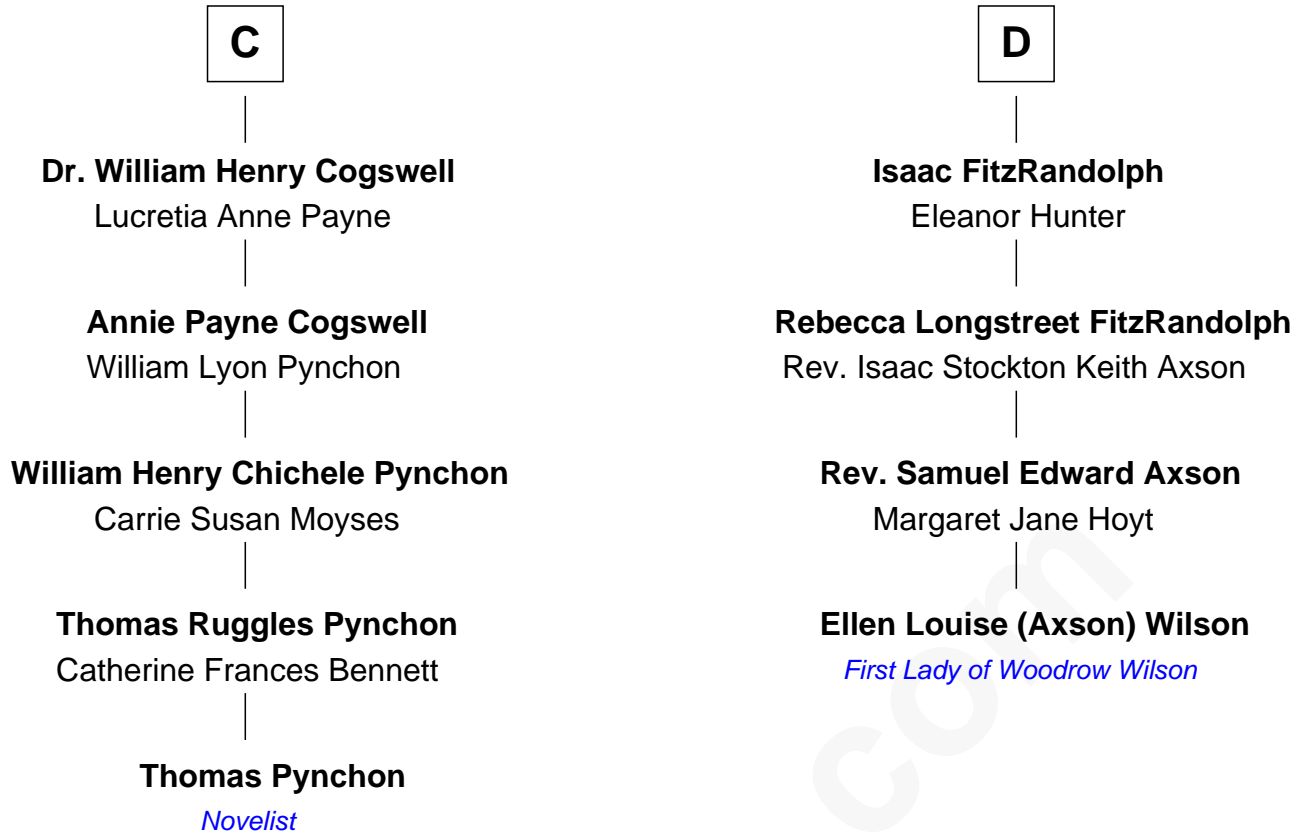 C
Dr. William Henry Cogswell
Lucretia Anne Payne
Annie Payne Cogswell
William Lyon Pynchon
William Henry Chichele Pynchon
Carrie Susan Moyses
Thomas Ruggles Pynchon
Catherine Frances Bennett
Thomas Pynchon
Novelist
D
Isaac FitzRandolph
Eleanor Hunter
Rebecca Longstreet FitzRandolph
Rev. Isaac Stockton Keith Axson
Rev. Samuel Edward Axson
Margaret Jane Hoyt
Ellen Louise (Axson) Wilson
First Lady of Woodrow Wilson
com